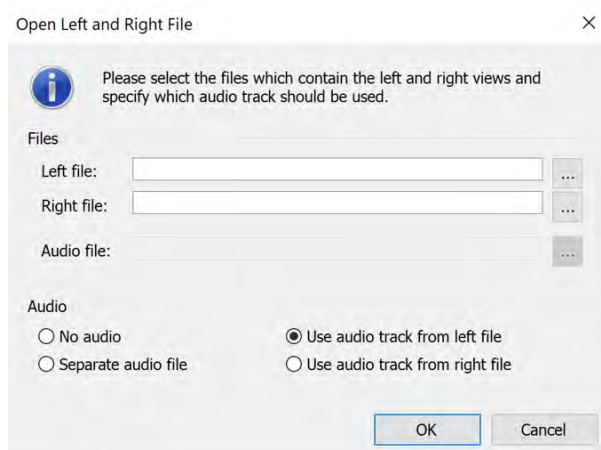 Open Left and Right File
Please select the files which contain the left and right views and
specify which audio track should be used.
Files
Left file:
...
Right file:
...
Audio file:
...
Audio
No audio
Use audio track from left file
Separate audio file
Use audio track from right file
OK
Cancel